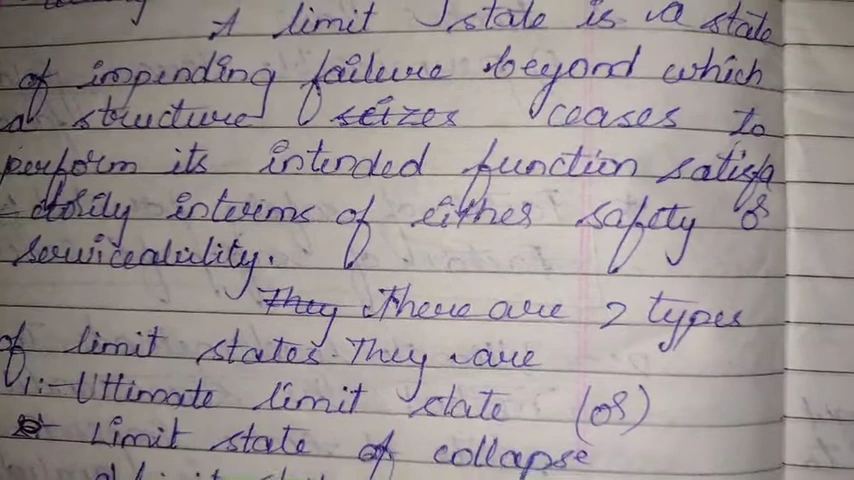 A limit state is a state
of impending failure beyond which
a structure seizes ceases to
perform its intended function satisfa
-ctorily interms of either safety or
serviceability.
They There are 2 types
of limit states. They are
1:- Ultimate limit state (or)
Limit state of collapse